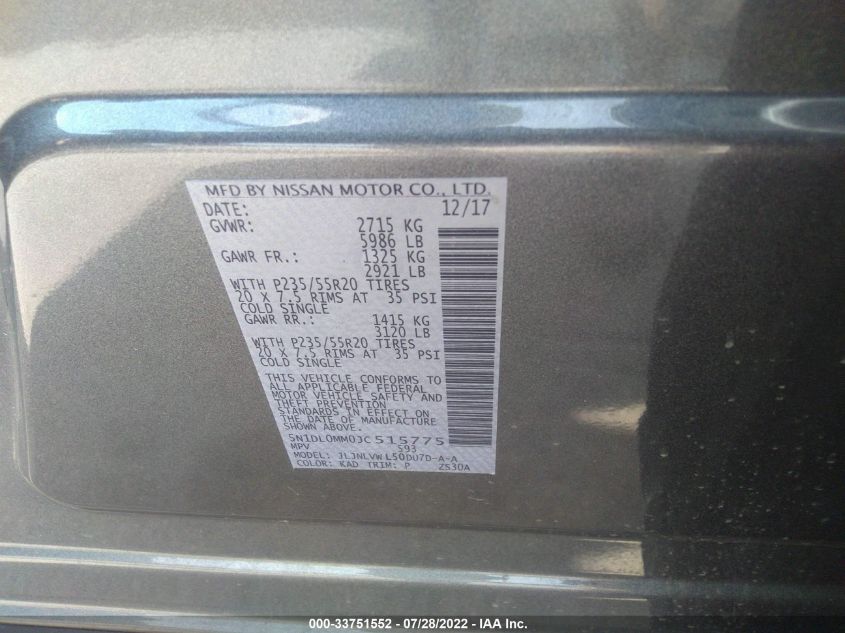 MFD BY NISSAN MOTOR CO., LTD.
DATE: 12/17
GVWR: 2715 KG
5986 LB
GAWR FR.: 1325 KG
2921 LB
WITH P235/55R20 TIRES
20 X 7.5 RIMS AT 35 PSI
COLD SINGLE
GAWR RR.: 1415 KG
3120 LB
WITH P235/55R20 TIRES
20 X 7.5 RIMS AT 35 PSI
COLD SINGLE
THIS VEHICLE CONFORMS TO
ALL APPLICABLE FEDERAL
MOTOR VEHICLE SAFETY AND
THEFT PREVENTION
STANDARDS IN EFFECT ON
THE DATE OF MANUFACTURE
SHOWN ABOVE.
5N1DL0MM0JC515775
MPV S93
MODEL: JLJNLVWL50DU7D-A-A
COLOR: KAD TRIM: P ZS30A
000-33751552 / 07/28/2022 - IAA Inc.